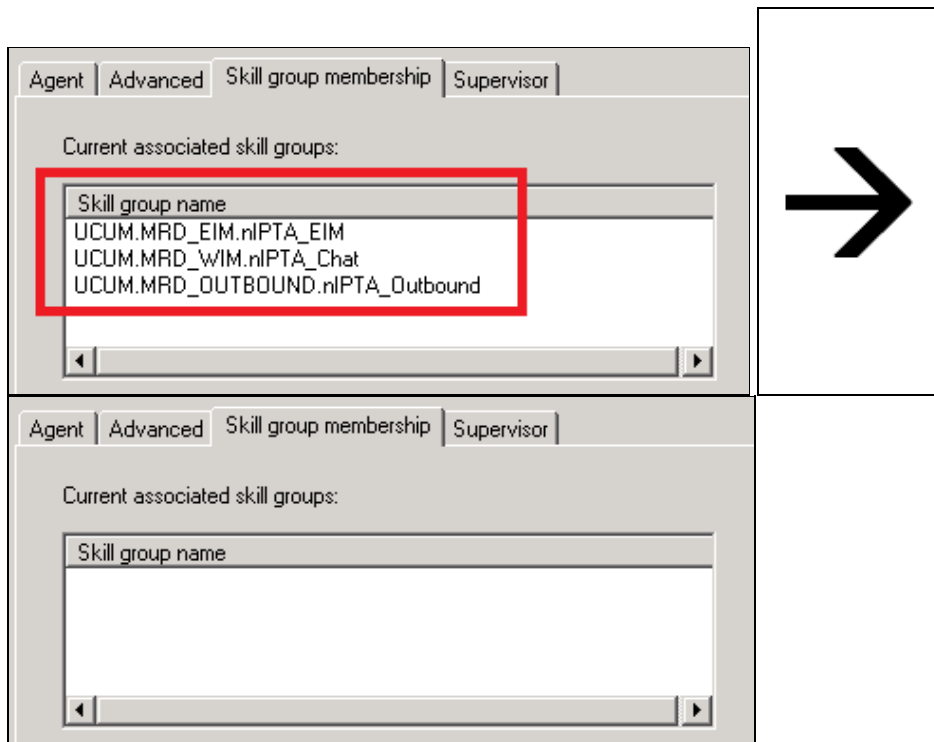 Agent Advanced Skill group membership Supervisor
Current associated skill groups:
Skill group name
UCUM.MRD_EIM.nIPTA_EIM
UCUM.MRD_WIM.nIPTA_Chat
UCUM.MRD_OUTBOUND.nIPTA_Outbound
Agent Advanced Skill group membership Supervisor
Current associated skill groups:
Skill group name